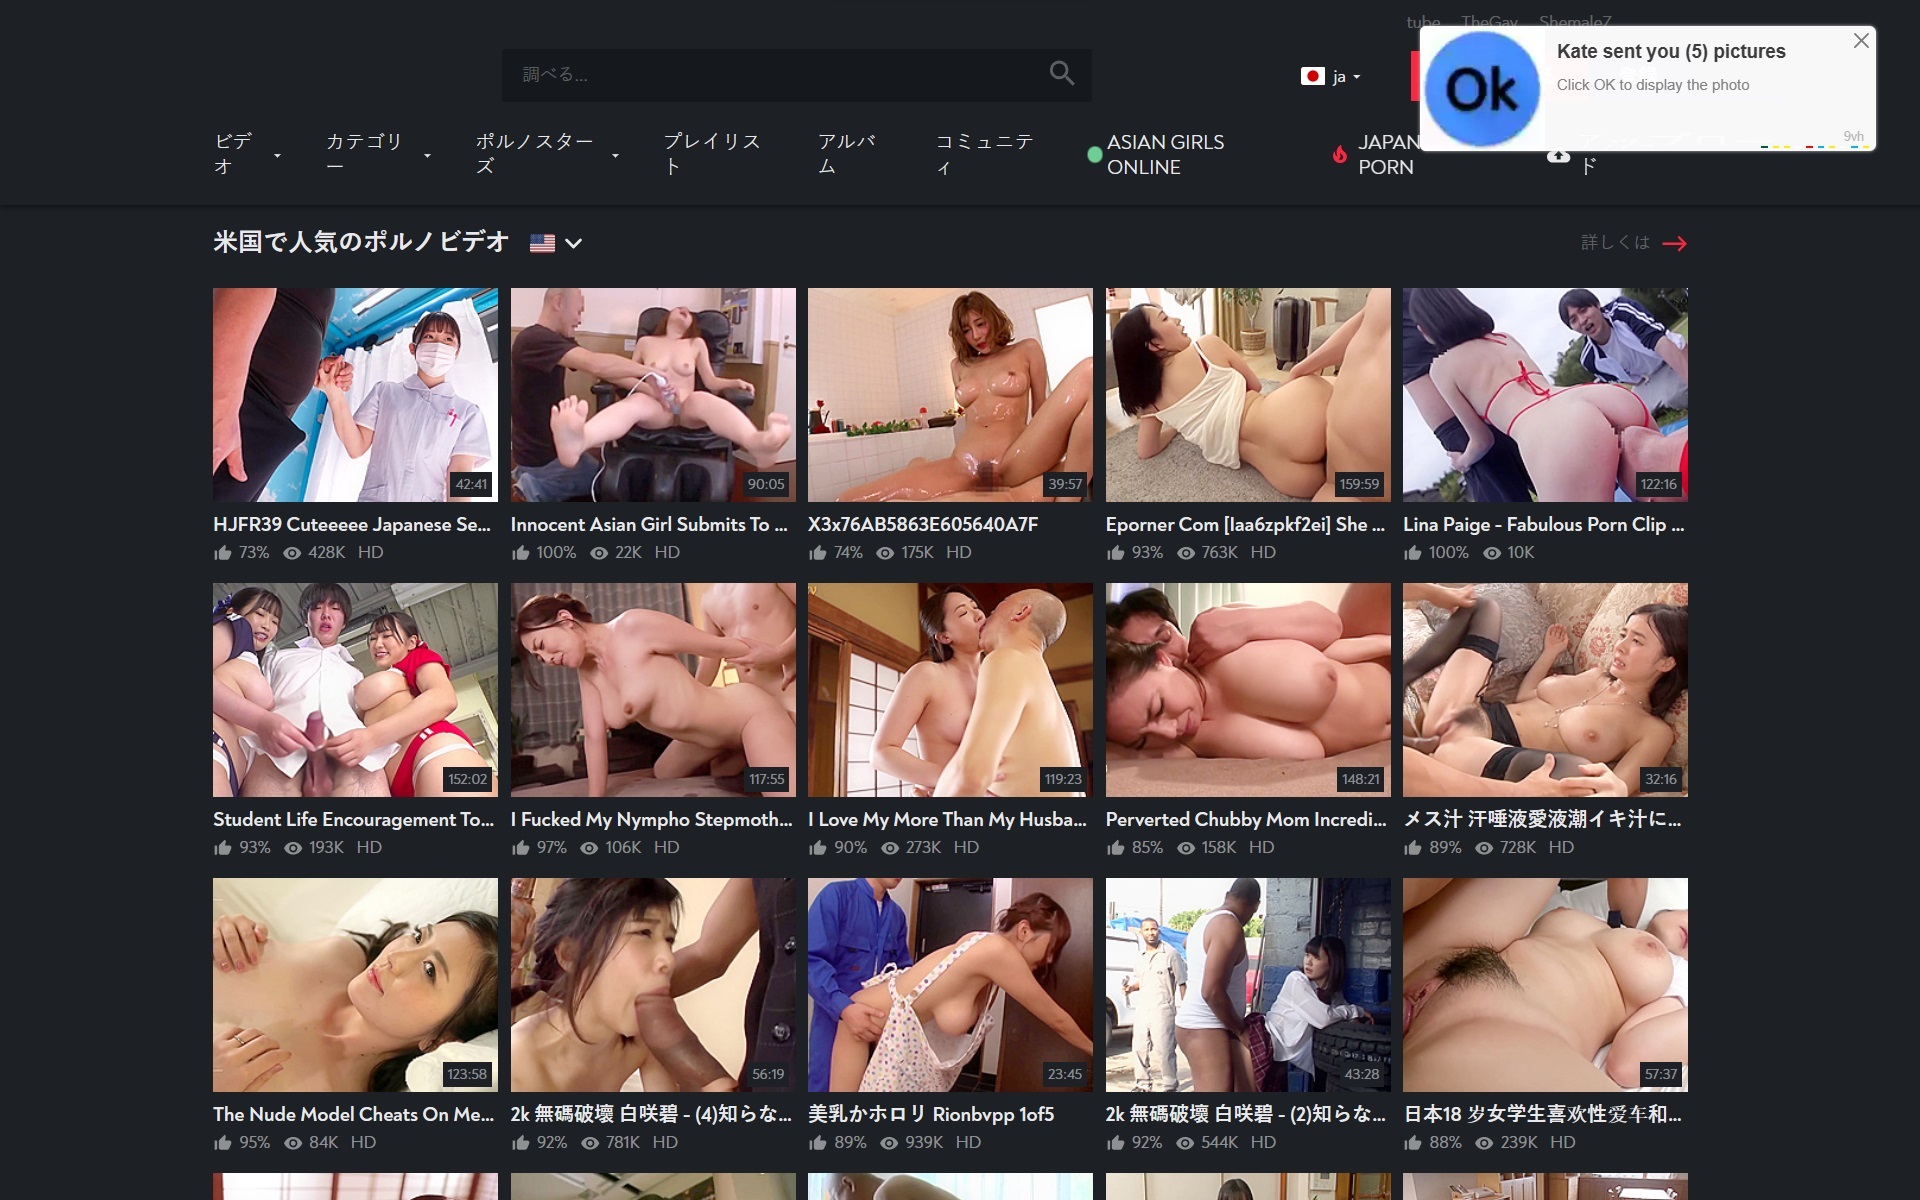 tube TheGay ShemaleZ
Kate sent you (5) pictures
Ok
Click OK to display the photo
9vh
調べる...
ja
ビデオ
カテゴリー
ポルノスターズ
プレイリスト
アルバム
コミュニティ
ASIAN GIRLS ONLINE
JAPAN PORN
ド
米国で人気のポルノビデオ
詳しくは
42:41
90:05
39:57
159:59
122:16
HJFR39 Cuteeeee Japanese Se...
Innocent Asian Girl Submits To ...
X3x76AB5863E605640A7F
Eporner Com [Iaa6zpkf2ei] She ...
Lina Paige - Fabulous Porn Clip ...
73% 428K HD
100% 22K HD
74% 175K HD
93% 763K HD
100% 10K
152:02
117:55
119:23
148:21
32:16
Student Life Encouragement To...
I Fucked My Nympho Stepmoth...
I Love My More Than My Husba...
Perverted Chubby Mom Incredi...
メス汁 汗唾液愛液潮イキ汁に...
93% 193K HD
97% 106K HD
90% 273K HD
85% 158K HD
89% 728K HD
123:58
56:19
23:45
43:28
57:37
The Nude Model Cheats On Me...
2k 無碼破壞 白咲碧 - (4)知らな...
美乳かホロリ Rionbvpp 1of5
2k 無碼破壞 白咲碧 - (2)知らな...
日本18 岁女学生喜欢性爱车和...
95% 84K HD
92% 781K HD
89% 939K HD
92% 544K HD
88% 239K HD